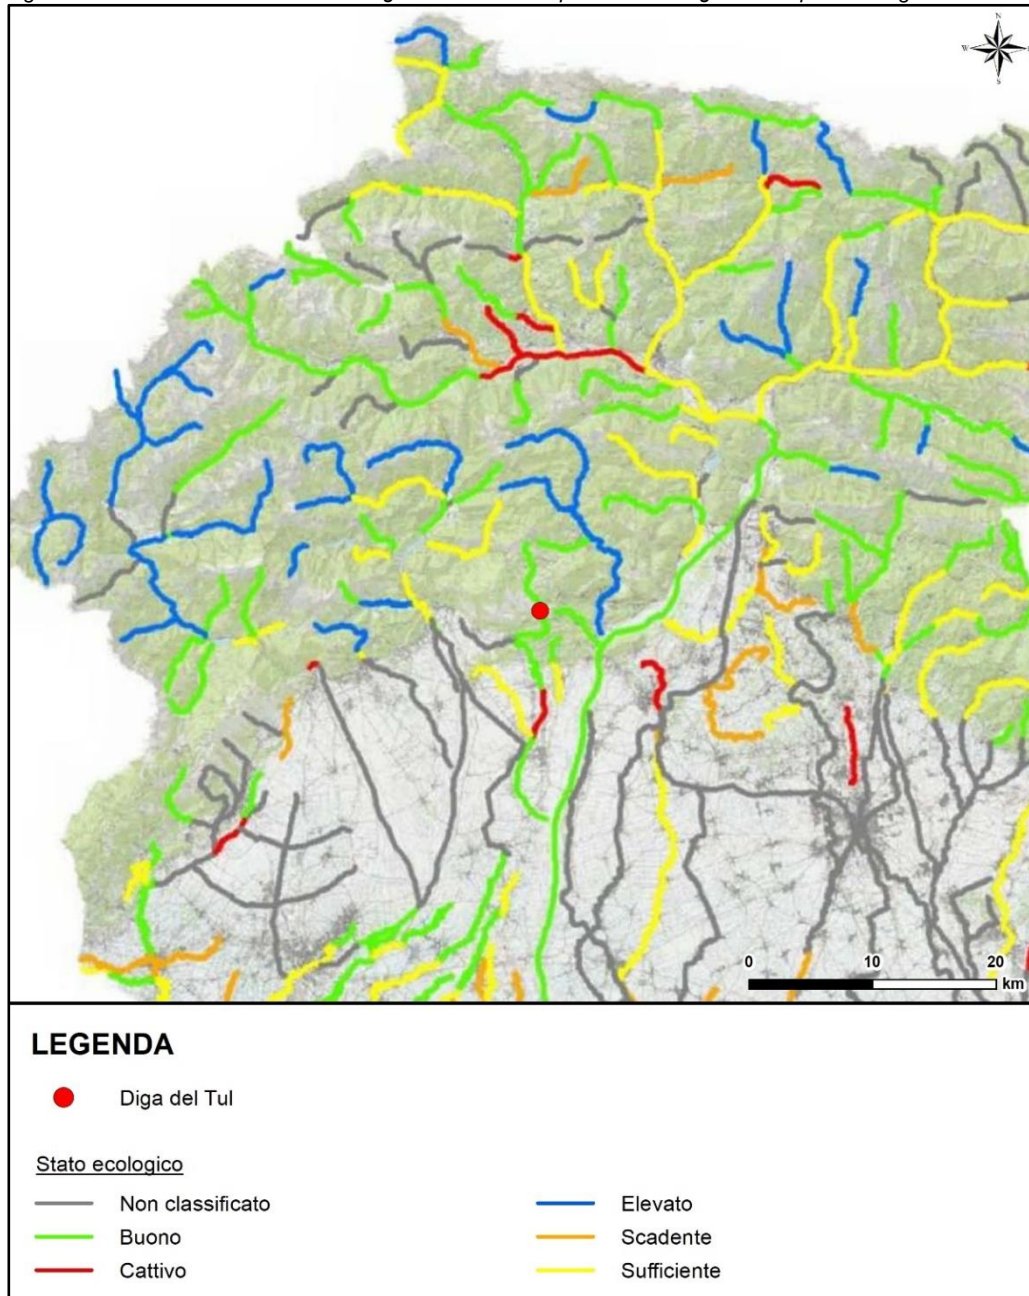 N
W
S
0
10
20
km
LEGENDA
Diga del Tul
Stato ecologico
Non classificato
Elevato
Buono
Scadente
Cattivo
Sufficiente